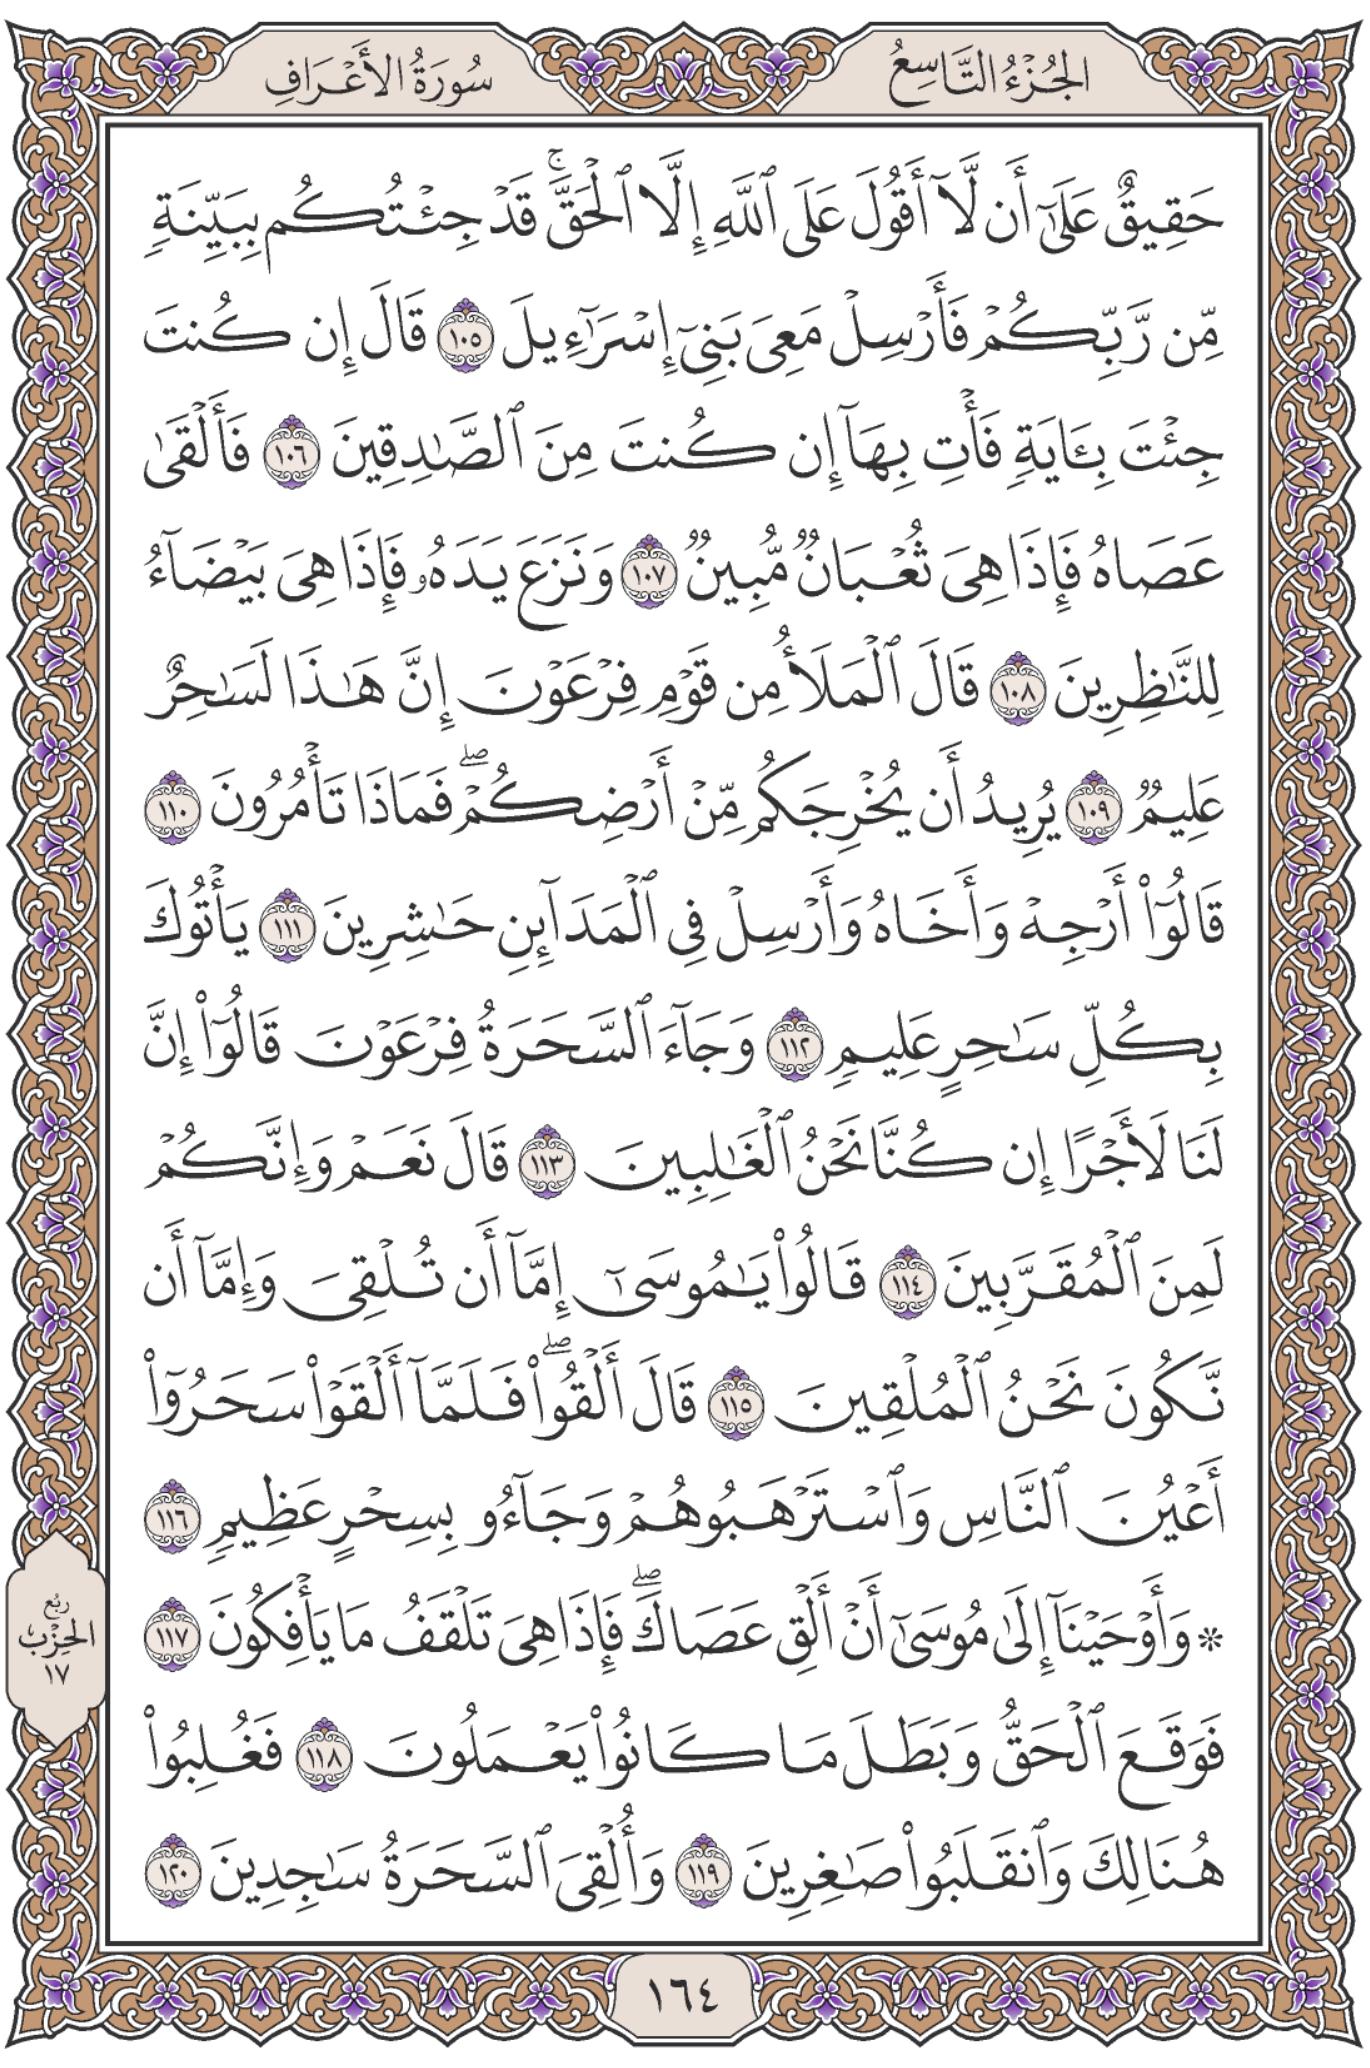 الجُزْءُ التَّاسِعُ
سُورَةُ الأَعْرَافِ
حَقِيقٌ عَلَىٰٓ أَن لَّآ أَقُولَ عَلَى ٱللَّهِ إِلَّا ٱلْحَقَّۚ قَدْ جِئْتُكُم بِبَيِّنَةٖ
مِّن رَّبِّكُمْ فَأَرْسِلْ مَعِىَ بَنِىٓ إِسْرَٰٓءِيلَ ١٠٥ قَالَ إِن كُنتَ
جِئْتَ بِـَٔايَةٖ فَأْتِ بِهَآ إِن كُنتَ مِنَ ٱلصَّٰدِقِينَ ١٠٦ فَأَلْقَىٰ
عَصَاهُ فَإِذَا هِىَ ثُعْبَانٞ مُّبِينٞ ١٠٧ وَنَزَعَ يَدَهُۥ فَإِذَا هِىَ بَيْضَآءُ
لِلنَّٰظِرِينَ ١٠٨ قَالَ ٱلْمَلَأُ مِن قَوْمِ فِرْعَوْنَ إِنَّ هَٰذَا لَسَٰحِرٌ
عَلِيمٞ ١٠٩ يُرِيدُ أَن يُخْرِجَكُم مِّنْ أَرْضِكُمْۖ فَمَاذَا تَأْمُرُونَ ١١٠
قَالُوٓا۟ أَرْجِهْ وَأَخَاهُ وَأَرْسِلْ فِى ٱلْمَدَآئِنِ حَٰشِرِينَ ١١١ يَأْتُوكَ
بِكُلِّ سَٰحِرٍ عَلِيمٖ ١١٢ وَجَآءَ ٱلسَّحَرَةُ فِرْعَوْنَ قَالُوٓا۟ إِنَّ
لَنَا لَأَجْرًا إِن كُنَّا نَحْنُ ٱلْغَٰلِبِينَ ١١٣ قَالَ نَعَمْ وَإِنَّكُمْ
لَمِنَ ٱلْمُقَرَّبِينَ ١١٤ قَالُوا۟ يَٰمُوسَىٰٓ إِمَّآ أَن تُلْقِىَ وَإِمَّآ أَن
نَّكُونَ نَحْنُ ٱلْمُلْقِينَ ١١٥ قَالَ أَلْقُوا۟ۖ فَلَمَّآ أَلْقَوْا۟ سَحَرُوٓا۟
أَعْيُنَ ٱلنَّاسِ وَٱسْتَرْهَبُوهُمْ وَجَآءُو بِسِحْرٍ عَظِيمٖ ١١٦
۞ وَأَوْحَيْنَآ إِلَىٰ مُوسَىٰٓ أَنْ أَلْقِ عَصَاكَۖ فَإِذَا هِىَ تَلْقَفُ مَا يَأْفِكُونَ ١١٧
رُبْعُ
الحِزْبِ
١٧
فَوَقَعَ ٱلْحَقُّ وَبَطَلَ مَا كَانُوا۟ يَعْمَلُونَ ١١٨ فَغُلِبُوا۟
هُنَالِكَ وَٱنقَلَبُوا۟ صَٰغِرِينَ ١١٩ وَأُلْقِىَ ٱلسَّحَرَةُ سَٰجِدِينَ ١٢٠
١٦٤